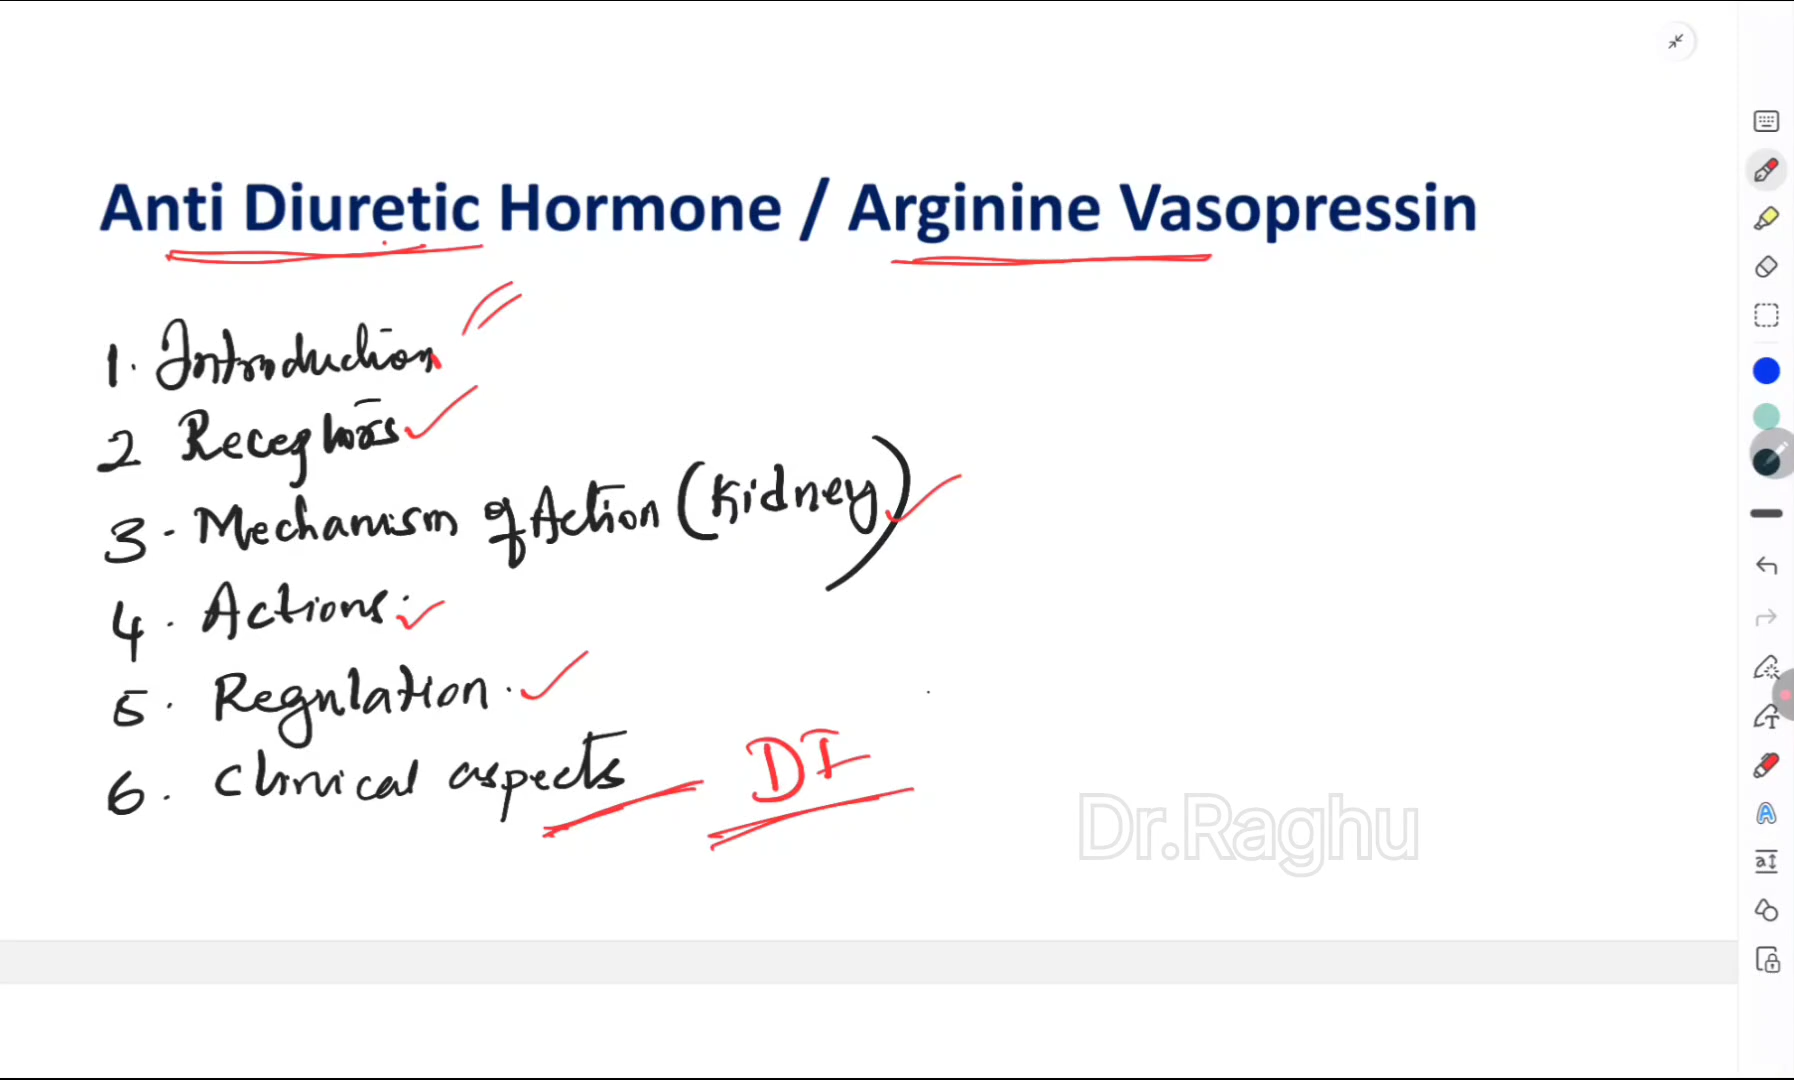 Anti Diuretic Hormone / Arginine Vasopressin
1. Introduction
2 Receptors
3 - Mechanism of Action (Kidney)
4. Actions.
5. Regulation.
6. Clinical aspects DI
Dr.Raghu